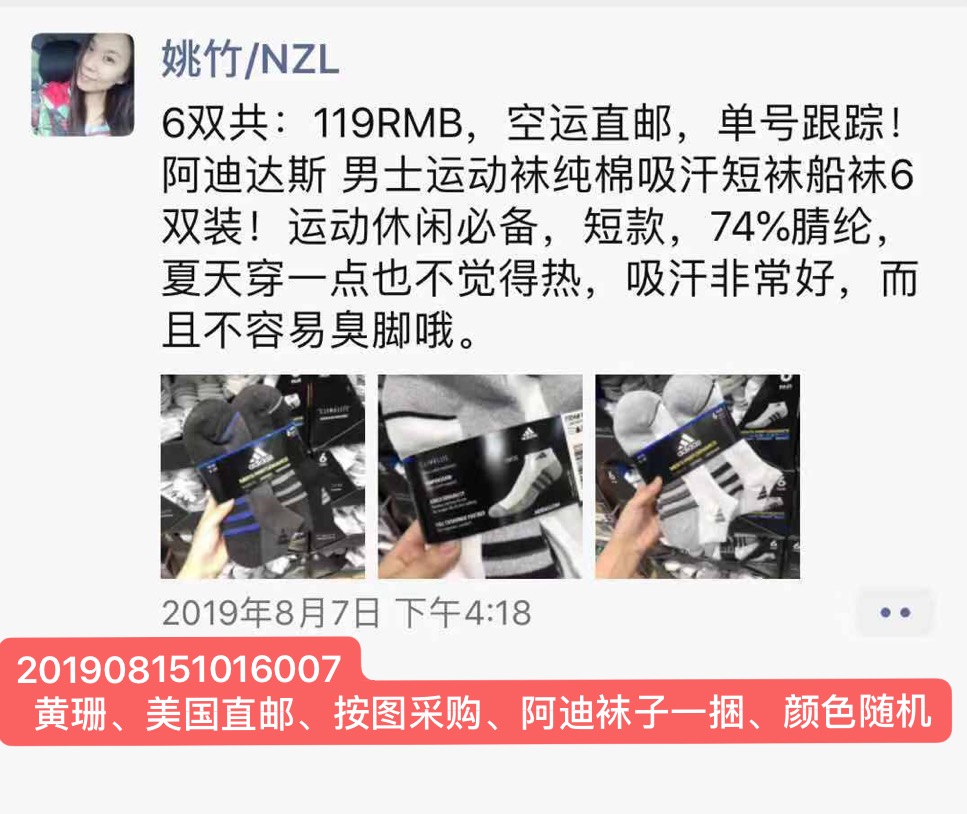 姚竹/NZL
6双共：119RMB，空运直邮，单号跟踪！
阿迪达斯 男士运动袜纯棉吸汗短袜船袜6
双装！运动休闲必备，短款，74%腈纶，
夏天穿一点也不觉得热，吸汗非常好，而
且不容易臭脚哦。
adidas
6
adidas
adidas
6
2019年8月7日 下午4:18
201908151016007
黄珊、美国直邮、按图采购、阿迪袜子一捆、颜色随机